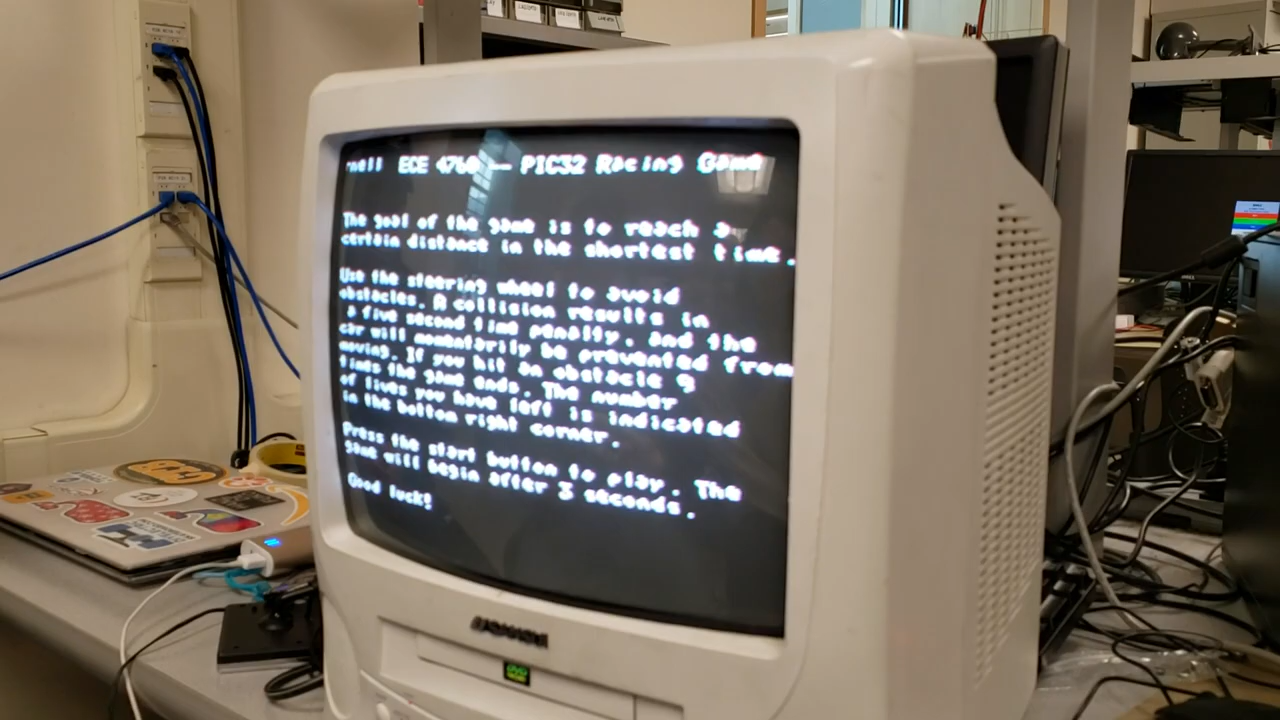 nell ECE 4760 -- PIC32 Racing Game
The goal of the game is to reach a
certain distance in the shortest time.
Use the steering wheel to avoid
obstacles. A collision results in
a five second time penalty, and the
car will momentarily be prevented from
moving. If you hit an obstacle 9
times the game ends. The number
of lives you have left is indicated
in the bottom right corner.
Press the start button to play. The
game will begin after 3 seconds.
Good luck!